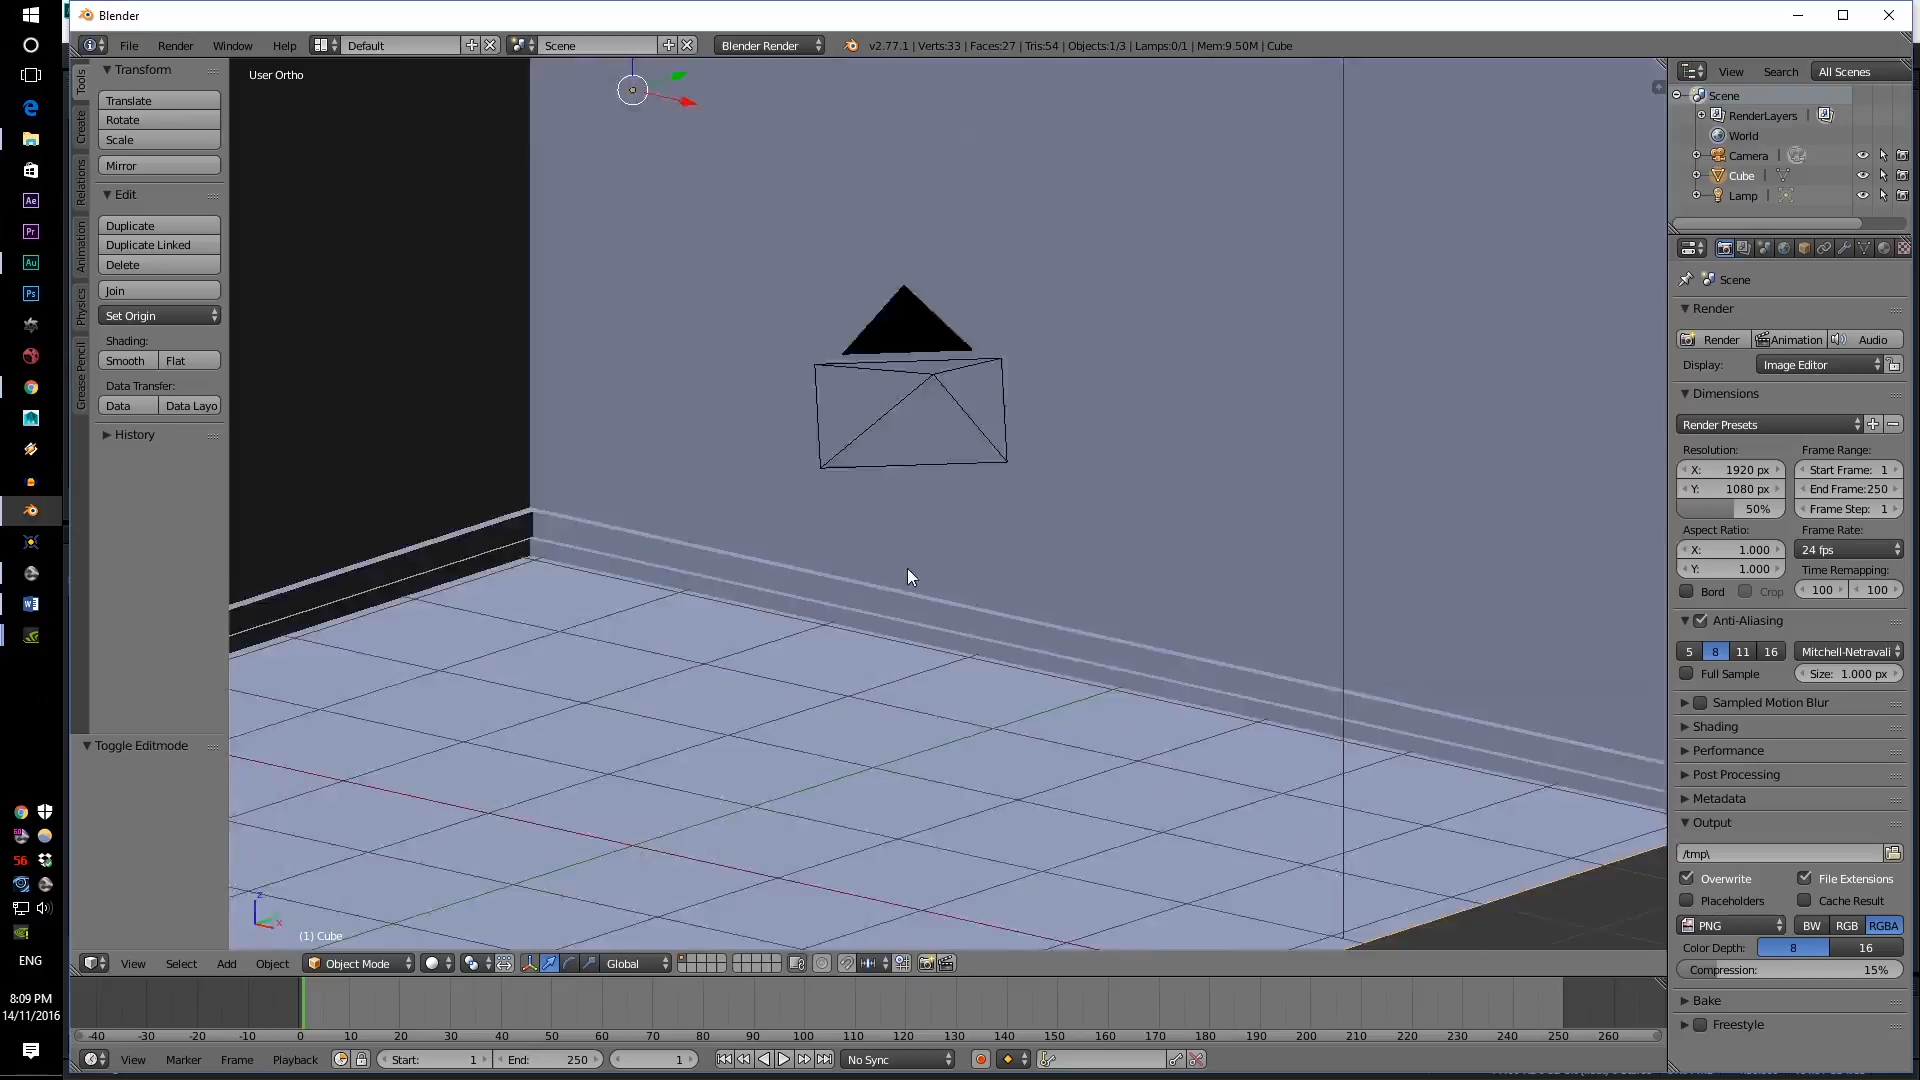 Blender
File Render Window Help Default Scene Blender Render v2.77.1 | Verts:33 | Faces:27 | Tris:54 | Objects:1/3 | Lamps:0/1 | Mem:9.50M | Cube
Tools
Create
Relations
Animation
Physics
Grease Pencil
Transform
Translate
Rotate
Scale
Mirror
Edit
Duplicate
Duplicate Linked
Delete
Join
Set Origin
Shading:
Smooth Flat
Data Transfer:
Data Data Layo
History
Toggle Editmode
User Ortho
z
x
(1) Cube
View Search All Scenes
Scene
RenderLayers
World
Camera
Cube
Lamp
Scene
Render
Render Animation Audio
Display: Image Editor
Dimensions
Render Presets
Resolution: Frame Range:
X: 1920 px Start Frame: 1
Y: 1080 px End Frame:250
50% Frame Step: 1
Aspect Ratio: Frame Rate:
X: 1.000 24 fps
Y: 1.000 Time Remapping:
Bord Crop 100 100
Anti-Aliasing
5 8 11 16 Mitchell-Netravali
Full Sample Size: 1.000 px
Sampled Motion Blur
Shading
Performance
Post Processing
Metadata
Output
/tmp\
Overwrite File Extensions
Placeholders Cache Result
PNG BW RGB RGBA
Color Depth: 8 16
Compression: 15%
Bake
Freestyle
View Select Add Object Object Mode Global
-40 -30 -20 -10 0 10 20 30 40 50 60 70 80 90 100 110 120 130 140 150 160 170 180 190 200 210 220 230 240 250 260
View Marker Frame Playback Start: 1 End: 250 1 No Sync
Ae
Pr
Au
Ps
56
ENG
8:09 PM
14/11/2016